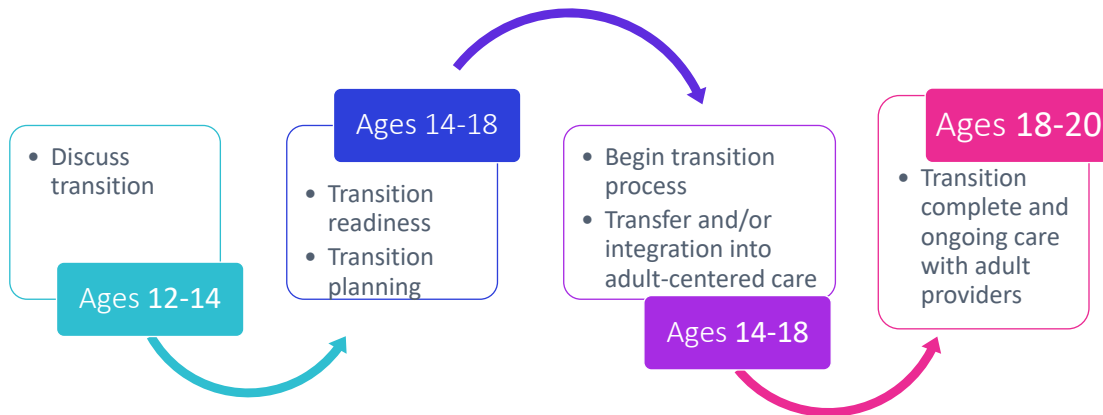 • Discuss
transition
Ages 12-14
Ages 14-18
• Transition
readiness
• Transition
planning
• Begin transition
process
• Transfer and/or
integration into
adult-centered care
Ages 14-18
Ages 18-20
• Transition
complete and
ongoing care
with adult
providers